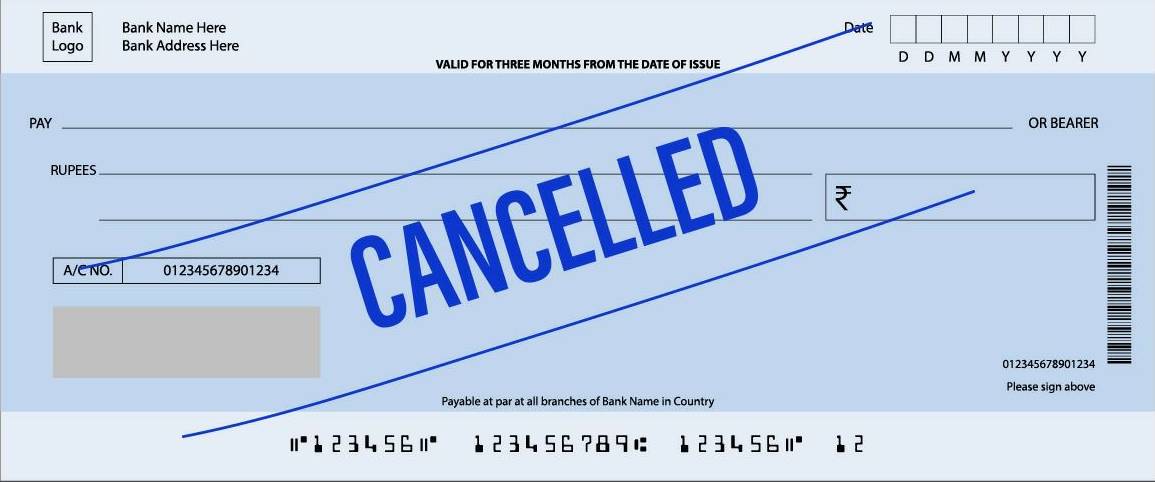 Bank
Logo
Bank Name Here
Bank Address Here
Date
D D M M Y Y Y Y
VALID FOR THREE MONTHS FROM THE DATE OF ISSUE
PAY
OR BEARER
RUPEES
₹
CANCELLED
A/C NO. 012345678901234
012345678901234
Please sign above
Payable at par at all branches of Bank Name in Country
⑈123456⑈ 123456789⑆ 123456⑈ 12